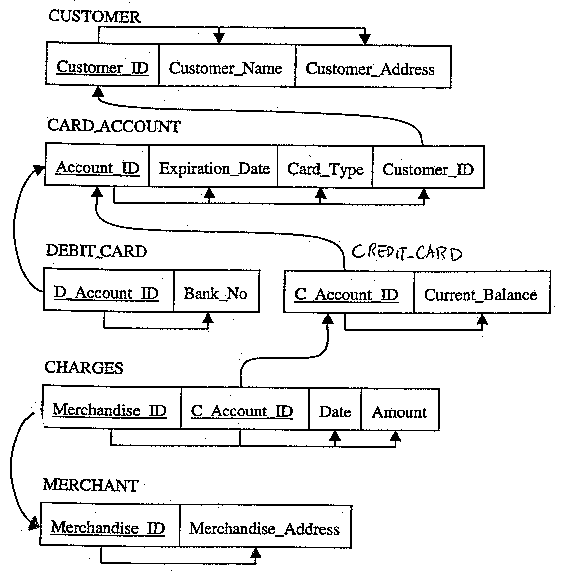 CUSTOMER
Customer_ID Customer_Name Customer_Address
CARD_ACCOUNT
Account_ID Expiration_Date Card_Type Customer_ID
DEBIT_CARD CREDIT_CARD
D_Account_ID Bank_No C_Account_ID Current_Balance
CHARGES
Merchandise_ID C_Account_ID Date Amount
MERCHANT
Merchandise_ID Merchandise_Address